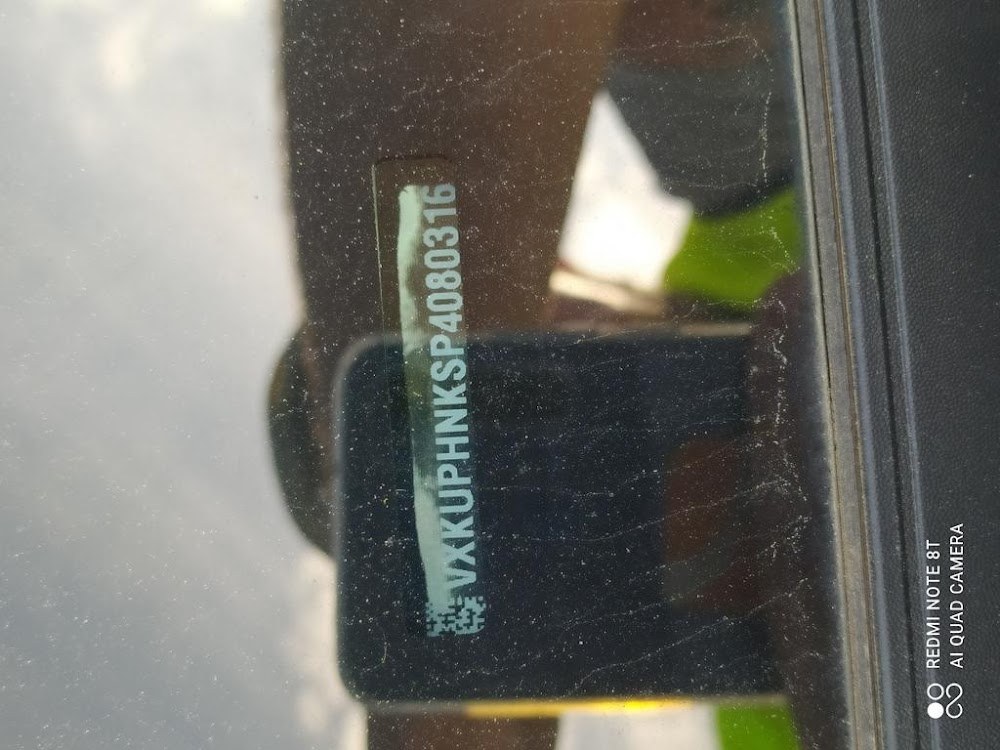 VXKUPHNKSP4080316
REDMI NOTE 8T
AI QUAD CAMERA